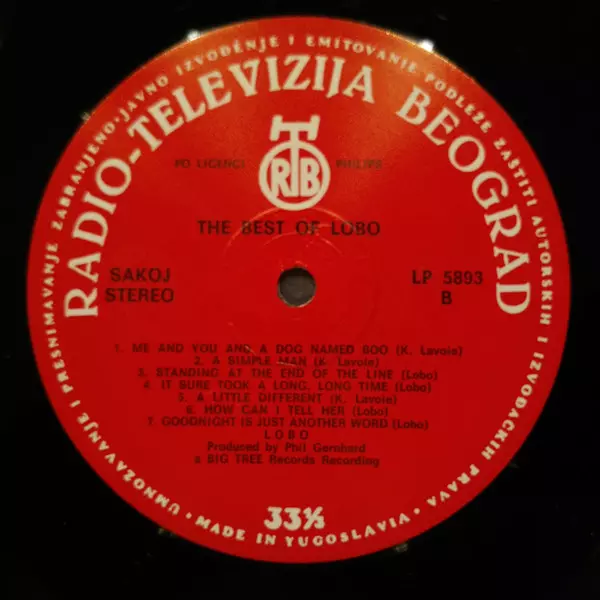 UMNOŽAVANJE I PRESNIMAVANJE ZABRANJENO · JAVNO IZVOĐENJE I EMITOVANJE PODLEŽE ZAŠTITI AUTORSKIH I IZVOĐAČKIH PRAVA · MADE IN YUGOSLAVIA ·
RADIO-TELEVIZIJA BEOGRAD
RTB
PO LICENCI PHILIPS
THE BEST OF LOBO
SAKOJ LP 5893
STEREO B
1. ME AND YOU AND A DOG NAMED BOO (K. Lavoie)
2. A SIMPLE MAN (K. Lavoie)
3. STANDING AT THE END OF THE LINE (Lobo)
4. IT SURE TOOK A LONG, LONG TIME (Lobo)
5. A LITTLE DIFFERENT (K. Lavoie)
6. HOW CAN I TELL HER (Lobo)
7. GOODNIGHT IS JUST ANOTHER WORD (Lobo)
LOBO
Produced by Phil Gernhard
a BIG TREE Records Recording
33⅓